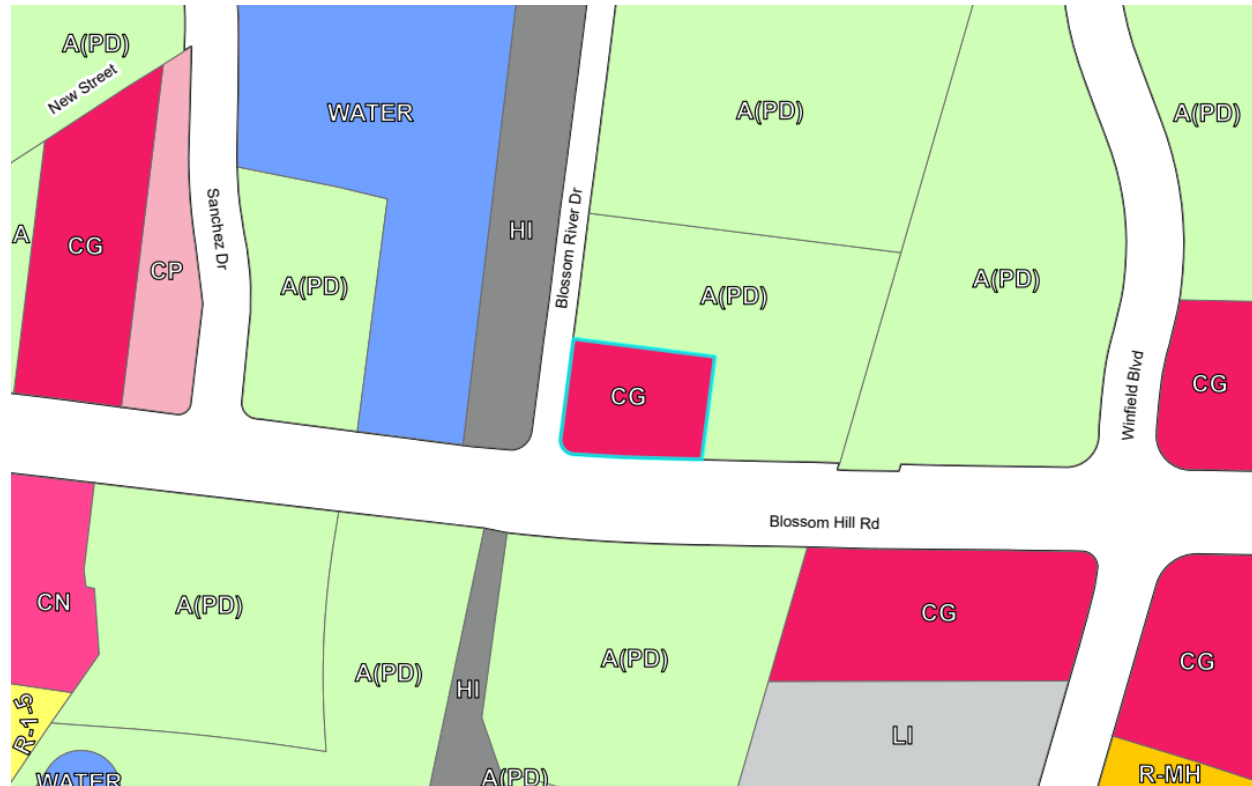 A(PD)
New Street
WATER
A(PD)
A(PD)
HI
Blossom River Dr
Sanchez Dr
A
CG
CP
A(PD)
A(PD)
A(PD)
CG
Winfield Blvd
CG
Blossom Hill Rd
CN
A(PD)
A(PD)
HI
A(PD)
CG
CG
R-1-5
LI
WATER
A(PD)
R-MH